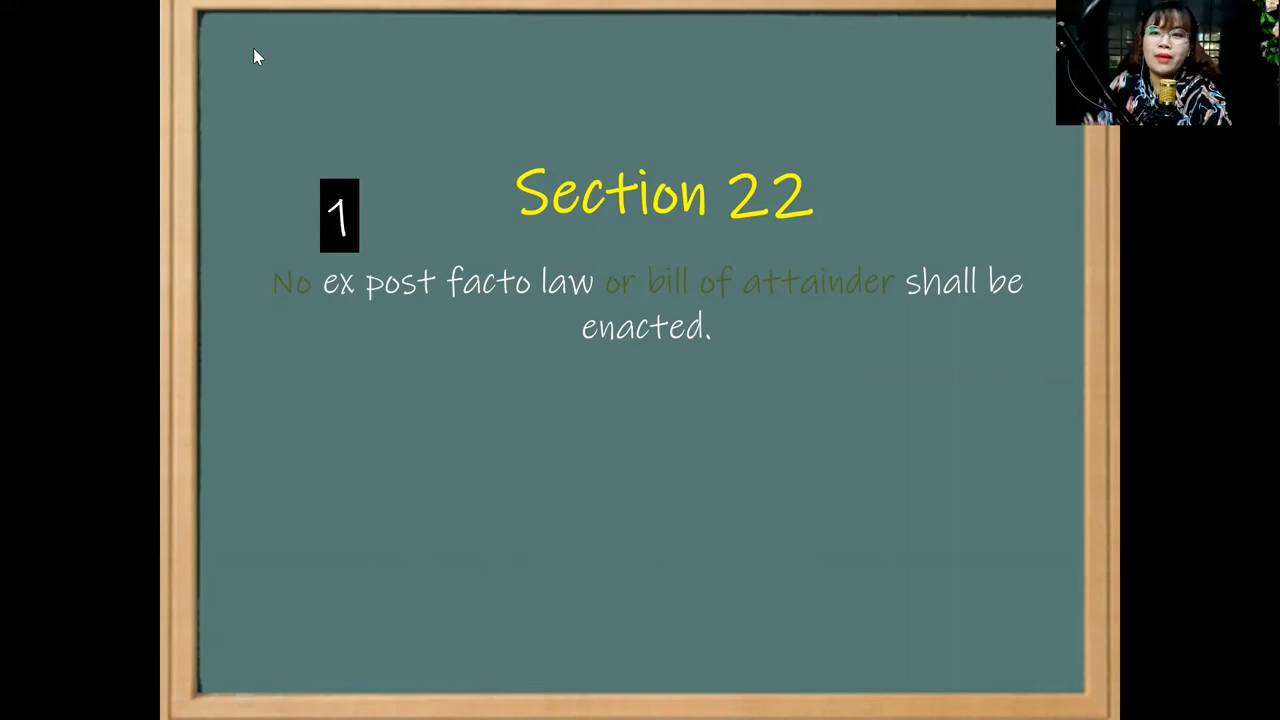 Section 22
1
No ex post facto law or bill of attainder shall be
enacted.